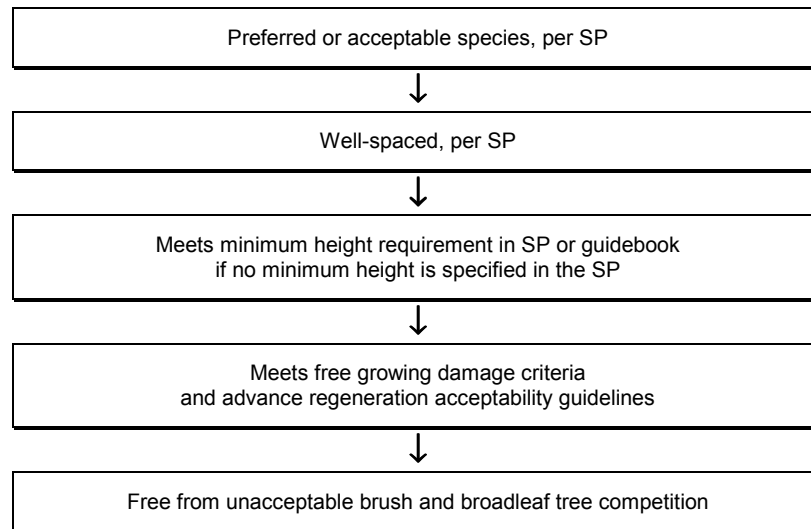 Preferred or acceptable species, per SP
Well-spaced, per SP
Meets minimum height requirement in SP or guidebook
if no minimum height is specified in the SP
Meets free growing damage criteria
and advance regeneration acceptability guidelines
Free from unacceptable brush and broadleaf tree competition